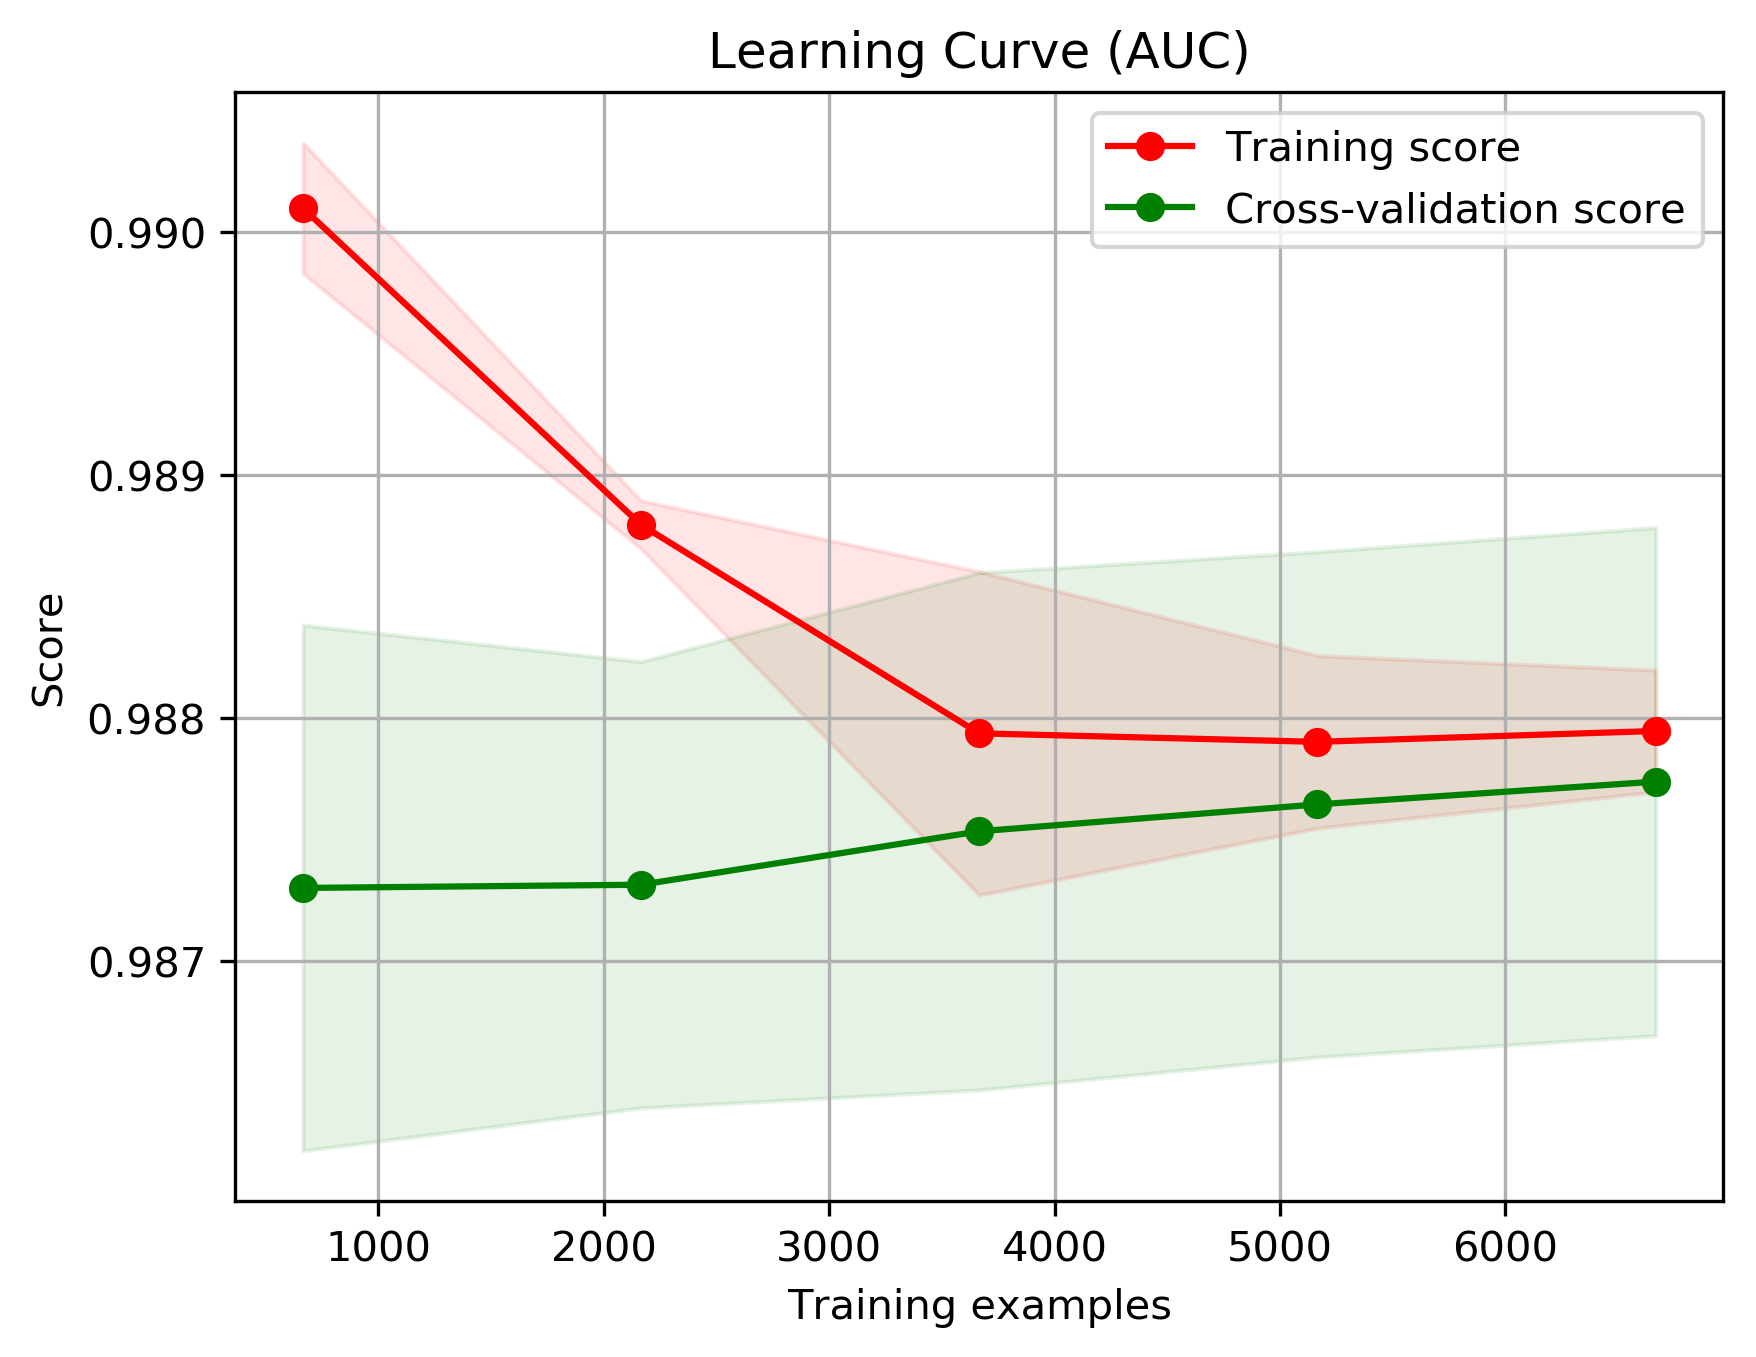 Learning Curve (AUC)
Training score
Cross-validation score
0.990
0.989
0.988
0.987
Score
1000 2000 3000 4000 5000 6000
Training examples